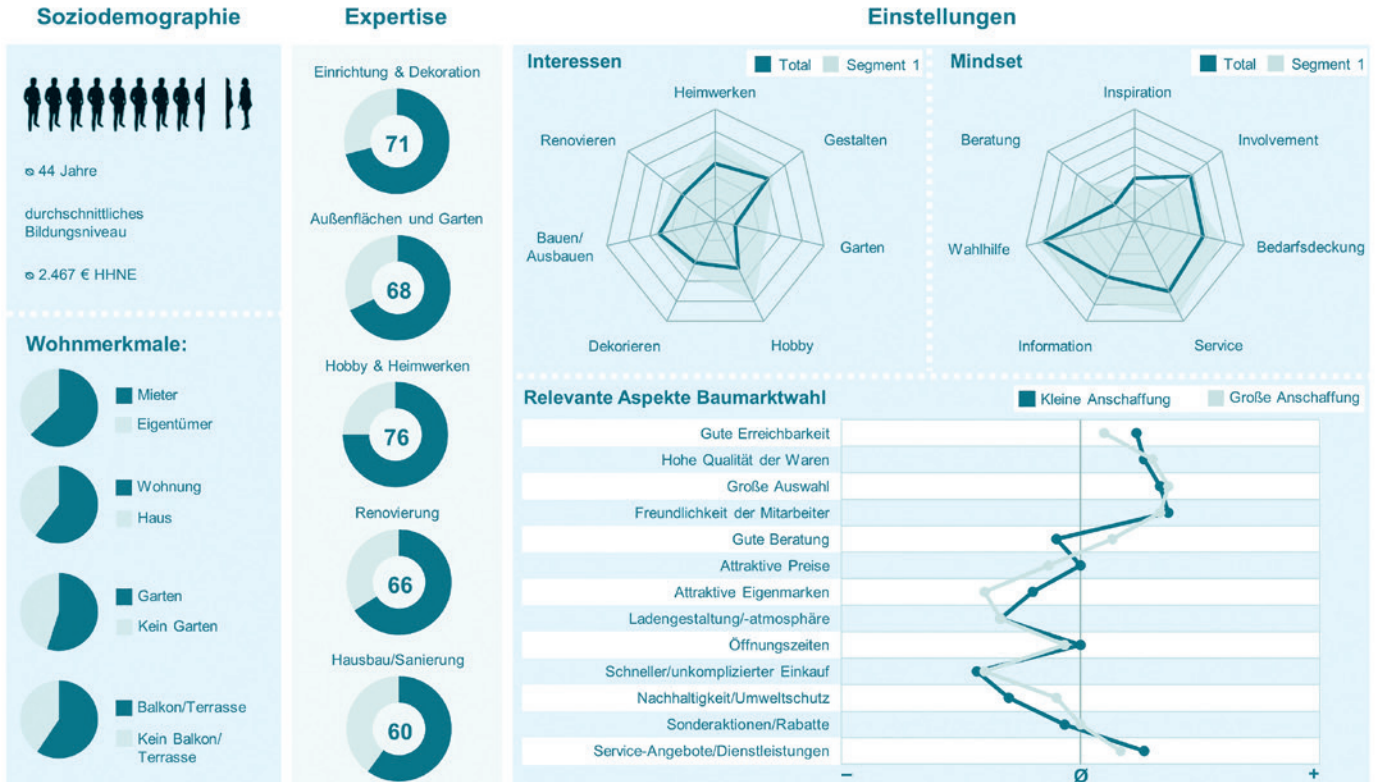 Soziodemographie
⌀ 44 Jahre
durchschnittliches
Bildungsniveau
⌀ 2.467 € HHNE
Wohnmerkmale:
Mieter
Eigentümer
Wohnung
Haus
Garten
Kein Garten
Balkon/Terrasse
Kein Balkon/
Terrasse
Expertise
Einrichtung & Dekoration
71
Außenflächen und Garten
68
Hobby & Heimwerken
76
Renovierung
66
Hausbau/Sanierung
60
Einstellungen
Interessen
Total
Segment 1
Heimwerken
Renovieren
Gestalten
Bauen/
Ausbauen
Garten
Dekorieren
Hobby
Mindset
Total
Segment 1
Inspiration
Beratung
Involvement
Wahlhilfe
Bedarfsdeckung
Information
Service
Relevante Aspekte Baumarktwahl
Kleine Anschaffung
Große Anschaffung
Gute Erreichbarkeit
Hohe Qualität der Waren
Große Auswahl
Freundlichkeit der Mitarbeiter
Gute Beratung
Attraktive Preise
Attraktive Eigenmarken
Ladengestaltung/-atmosphäre
Öffnungszeiten
Schneller/unkomplizierter Einkauf
Nachhaltigkeit/Umweltschutz
Sonderaktionen/Rabatte
Service-Angebote/Dienstleistungen
– Ø +